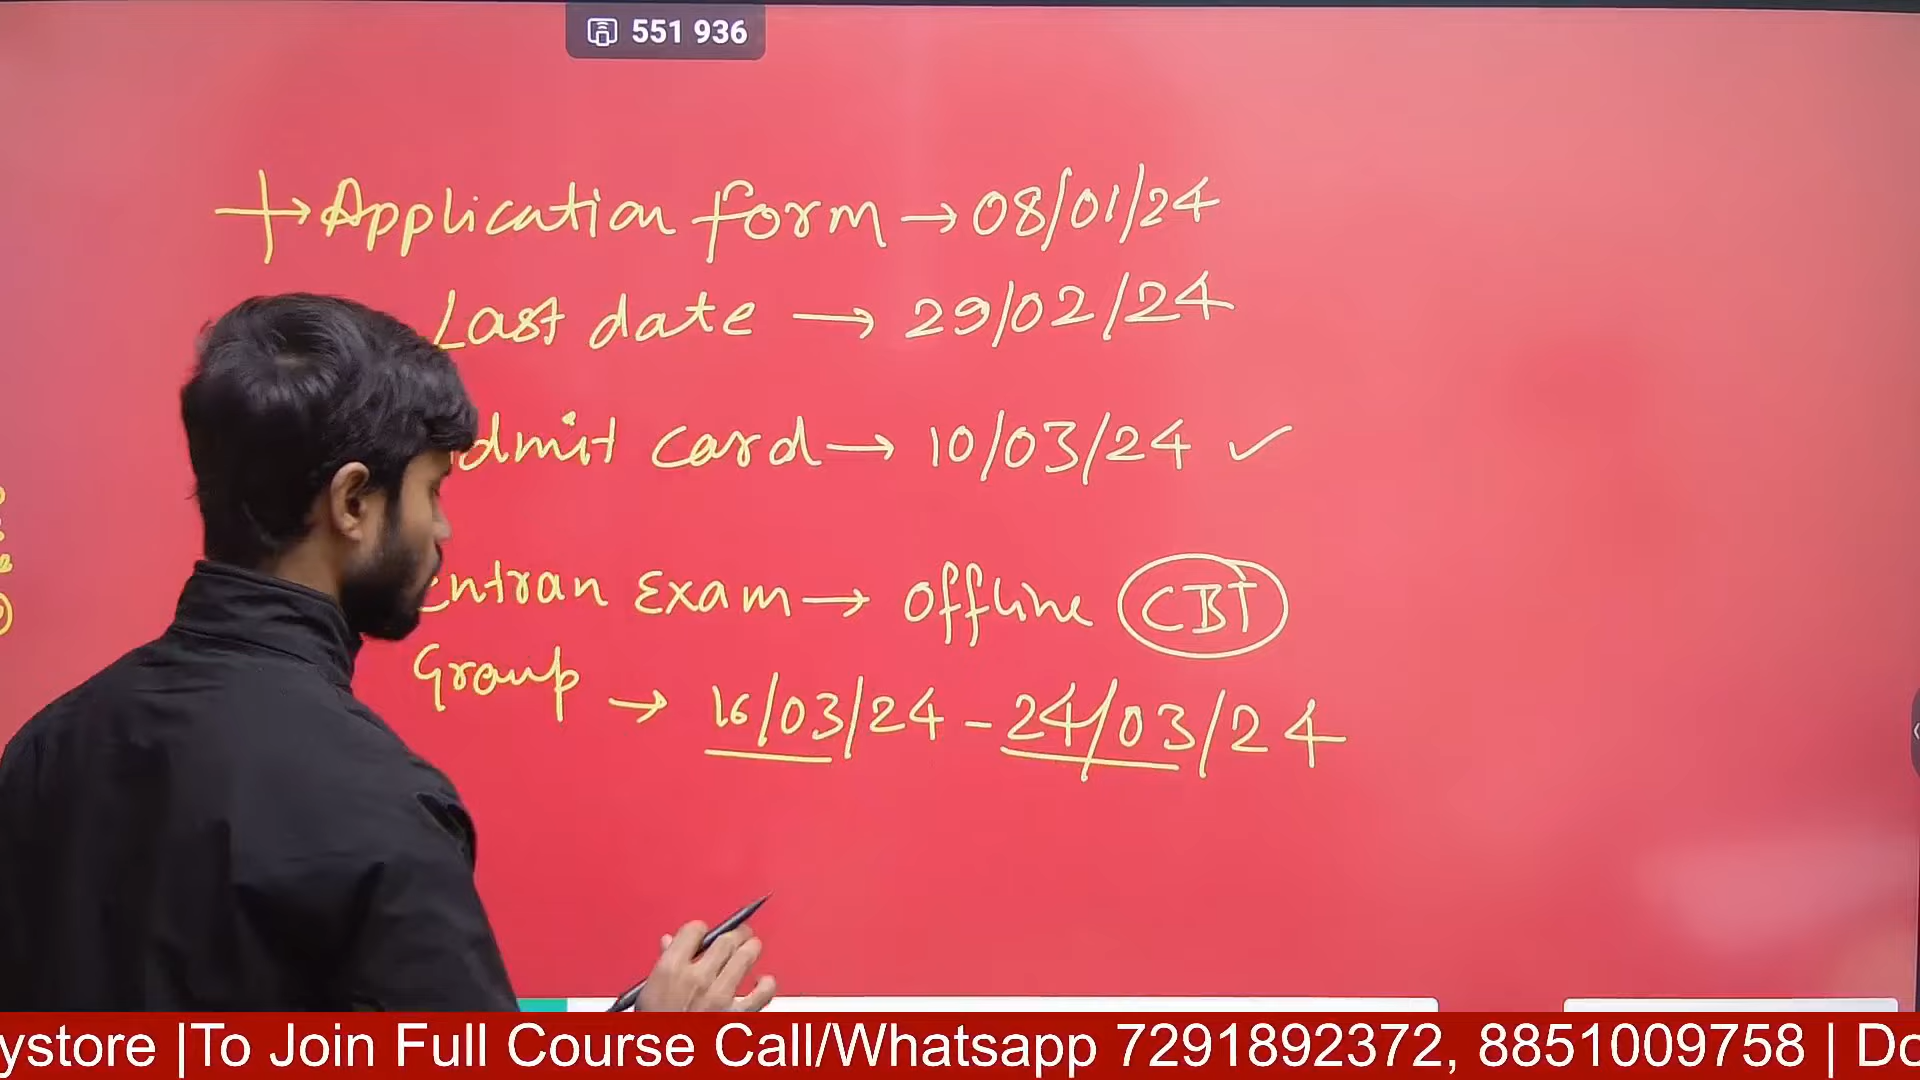 551 936
→ Application form → 08/01/24
Last date → 29/02/24
dmit card → 10/03/24 ✓
Entran Exam → offline CBT
Group → 16/03/24 - 24/03/24
ystore |To Join Full Course Call/Whatsapp 7291892372, 8851009758 | Do